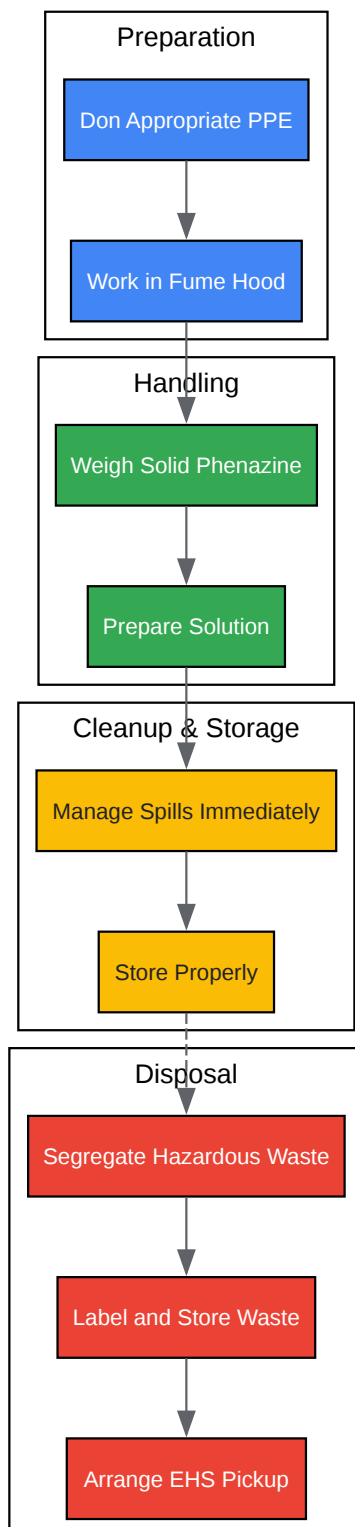 Preparation
Don Appropriate PPE
Work in Fume Hood
Handling
Weigh Solid Phenazine
Prepare Solution
Cleanup & Storage
Manage Spills Immediately
Store Properly
Disposal
Segregate Hazardous Waste
Label and Store Waste
Arrange EHS Pickup